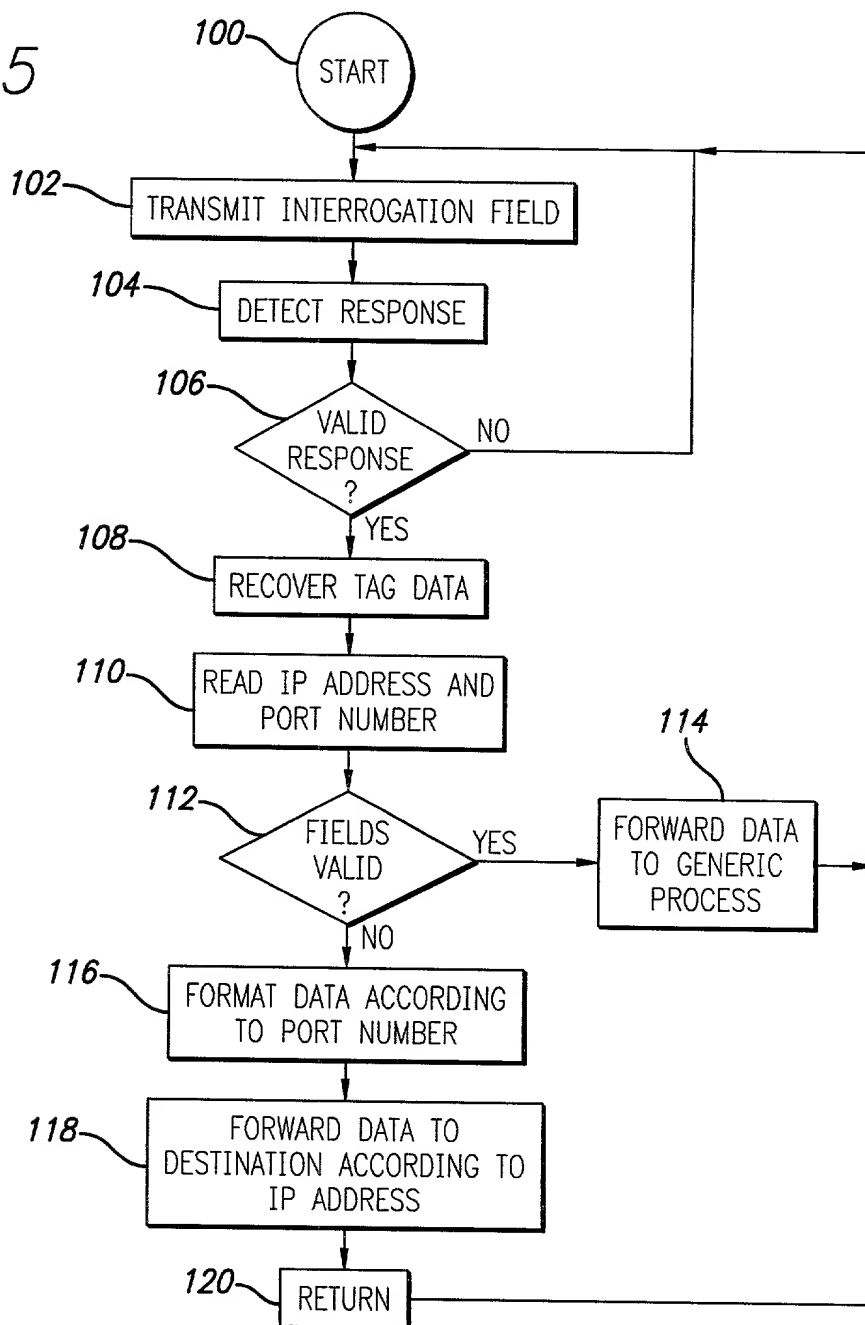 5
100
START
102
TRANSMIT INTERROGATION FIELD
104
DETECT RESPONSE
106
VALID
RESPONSE
?
NO
YES
108
RECOVER TAG DATA
110
READ IP ADDRESS AND
PORT NUMBER
112
FIELDS
VALID
?
YES
NO
114
FORWARD DATA
TO GENERIC
PROCESS
116
FORMAT DATA ACCORDING
TO PORT NUMBER
118
FORWARD DATA TO
DESTINATION ACCORDING TO
IP ADDRESS
120
RETURN